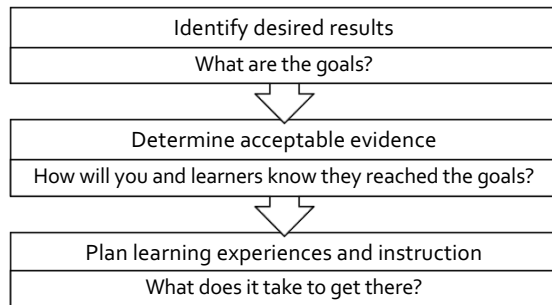 Identify desired results
What are the goals?
Determine acceptable evidence
How will you and learners know they reached the goals?
Plan learning experiences and instruction
What does it take to get there?